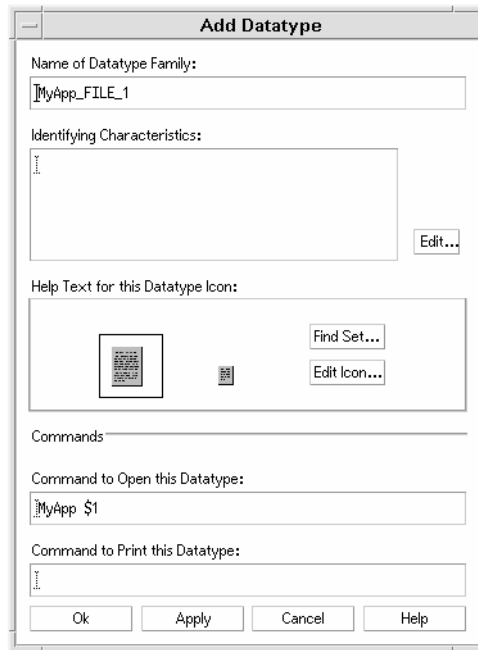 Add Datatype
Name of Datatype Family:
MyApp_FILE_1
Identifying Characteristics:
Edit...
Help Text for this Datatype Icon:
Find Set...
Edit Icon...
Commands
Command to Open this Datatype:
MyApp $1
Command to Print this Datatype:
Ok Apply Cancel Help